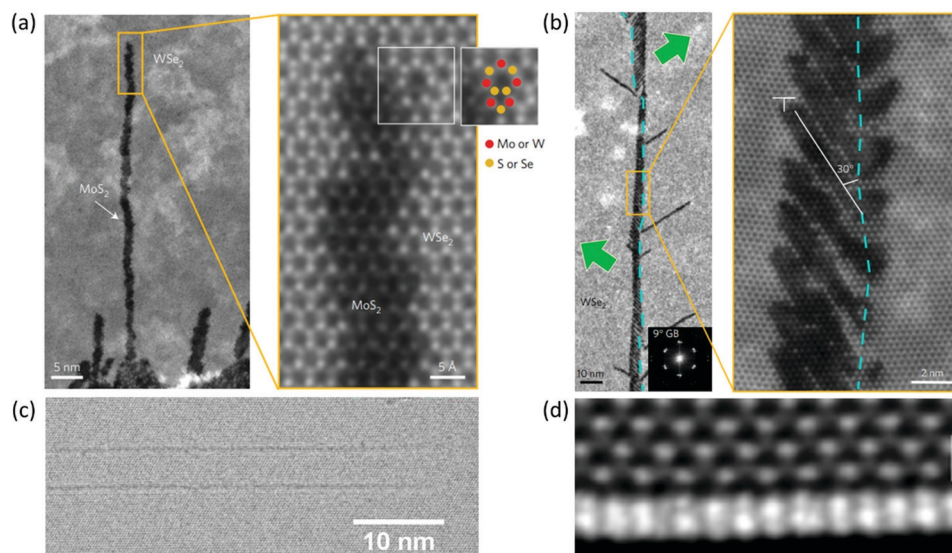 (a)
WSe2
MoS2
5 nm
WSe2
MoS2
5 Å
Mo or W
S or Se
(b)
WSe2
10 nm
9° GB
30°
2 nm
(c)
10 nm
(d)